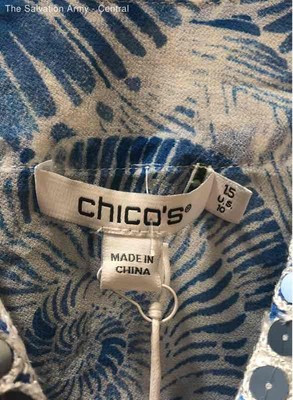 The Salvation Army - Central
chico's®
1.5
U.S.
10
MADE IN
CHINA